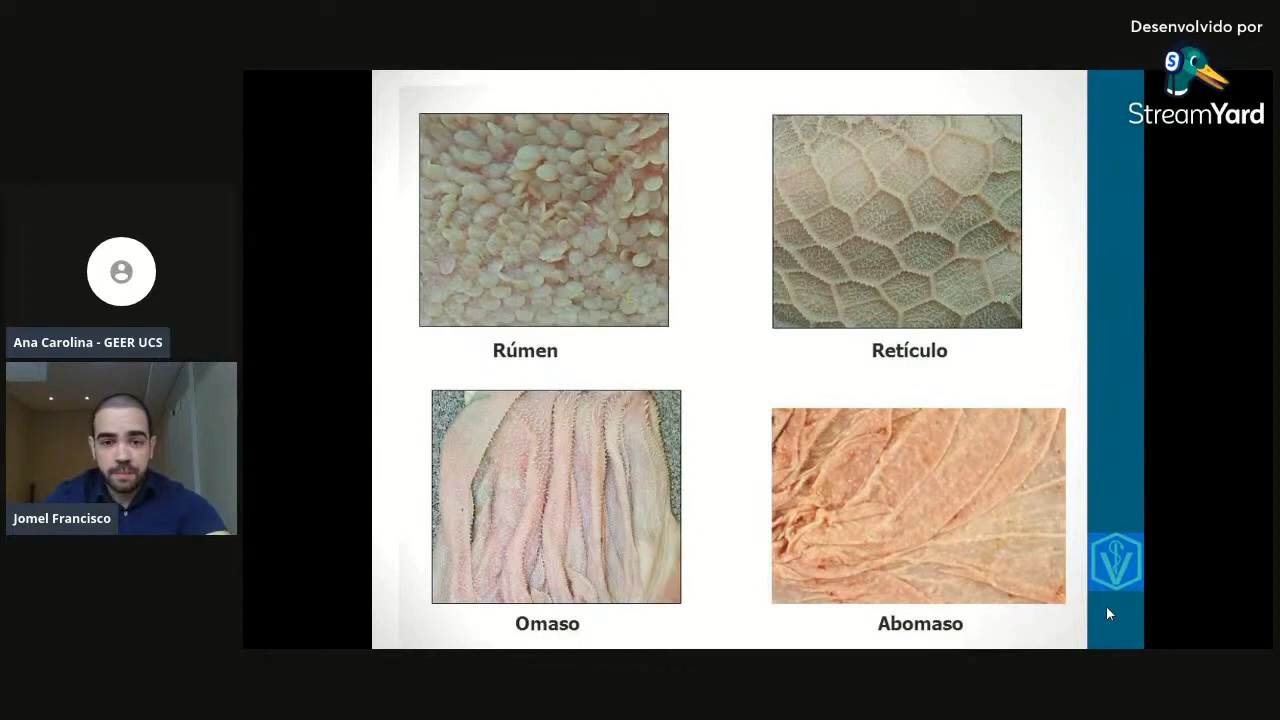 Desenvolvido por
StreamYard
Rúmen
Retículo
Ana Carolina - GEER UCS
Jomel Francisco
Omaso
Abomaso